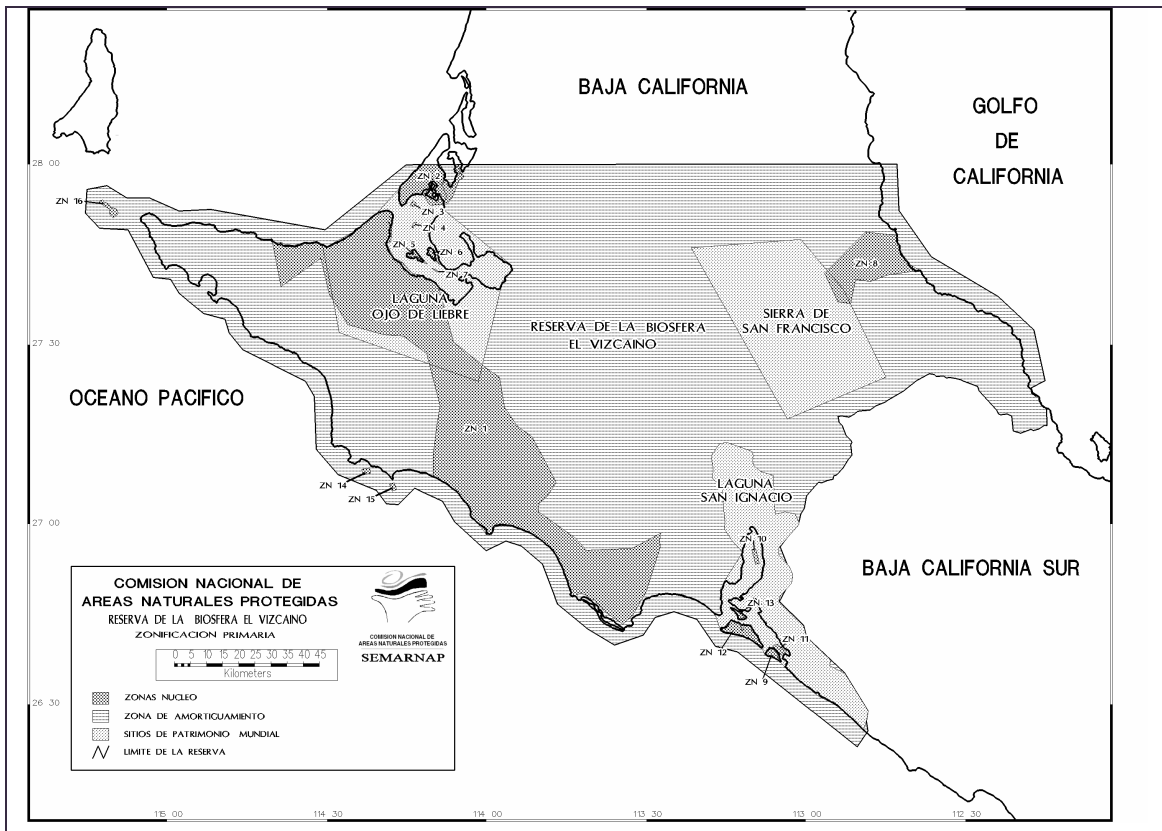 BAJA CALIFORNIA
GOLFO
DE
CALIFORNIA
28 00
ZN 2
ZN 16
ZN 3
ZN 4
ZN 5
ZN 6
ZN 7
ZN 8
LAGUNA
OJO DE LIEBRE
SIERRA DE
SAN FRANCISCO
RESERVA DE LA BIOSFERA
EL VIZCAINO
27 30
OCEANO PACIFICO
ZN 1
ZN 14
ZN 15
LAGUNA
SAN IGNACIO
27 00
ZN 10
BAJA CALIFORNIA SUR
ZN 13
ZN 11
ZN 12
ZN 9
26 30
COMISION NACIONAL DE
AREAS NATURALES PROTEGIDAS
RESERVA DE LA BIOSFERA EL VIZCAINO
ZONIFICACION PRIMARIA
0 5 10 15 20 25 30 35 40 45
Kilometers
COMISION NACIONAL DE
AREAS NATURALES PROTEGIDAS
SEMARNAP
ZONAS NUCLEO
ZONA DE AMORTIGUAMIENTO
SITIOS DE PATRIMONIO MUNDIAL
LIMITE DE LA RESERVA
115 00
114 30
114 00
113 30
113 00
112 30